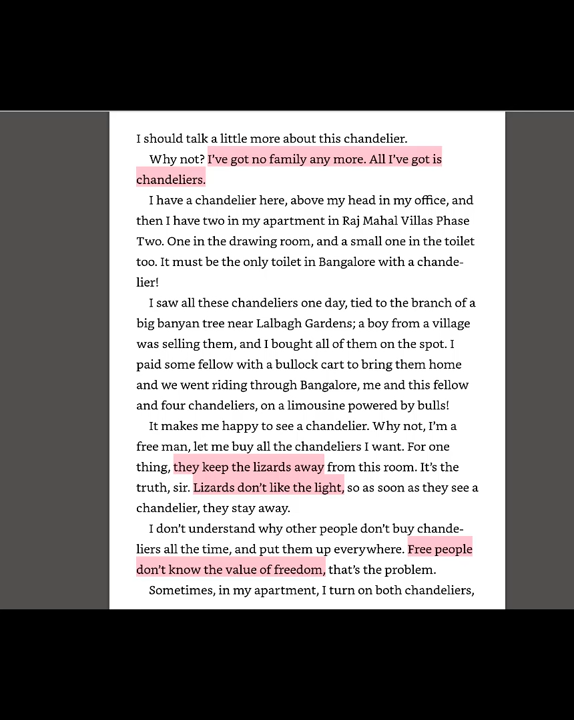 I should talk a little more about this chandelier.
Why not? I've got no family any more. All I've got is
chandeliers.
I have a chandelier here, above my head in my office, and
then I have two in my apartment in Raj Mahal Villas Phase
Two. One in the drawing room, and a small one in the toilet
too. It must be the only toilet in Bangalore with a chande-
lier!
I saw all these chandeliers one day, tied to the branch of a
big banyan tree near Lalbagh Gardens; a boy from a village
was selling them, and I bought all of them on the spot. I
paid some fellow with a bullock cart to bring them home
and we went riding through Bangalore, me and this fellow
and four chandeliers, on a limousine powered by bulls!
It makes me happy to see a chandelier. Why not, I'm a
free man, let me buy all the chandeliers I want. For one
thing, they keep the lizards away from this room. It's the
truth, sir. Lizards don't like the light, so as soon as they see a
chandelier, they stay away.
I don't understand why other people don't buy chande-
liers all the time, and put them up everywhere. Free people
don't know the value of freedom, that's the problem.
Sometimes, in my apartment, I turn on both chandeliers,